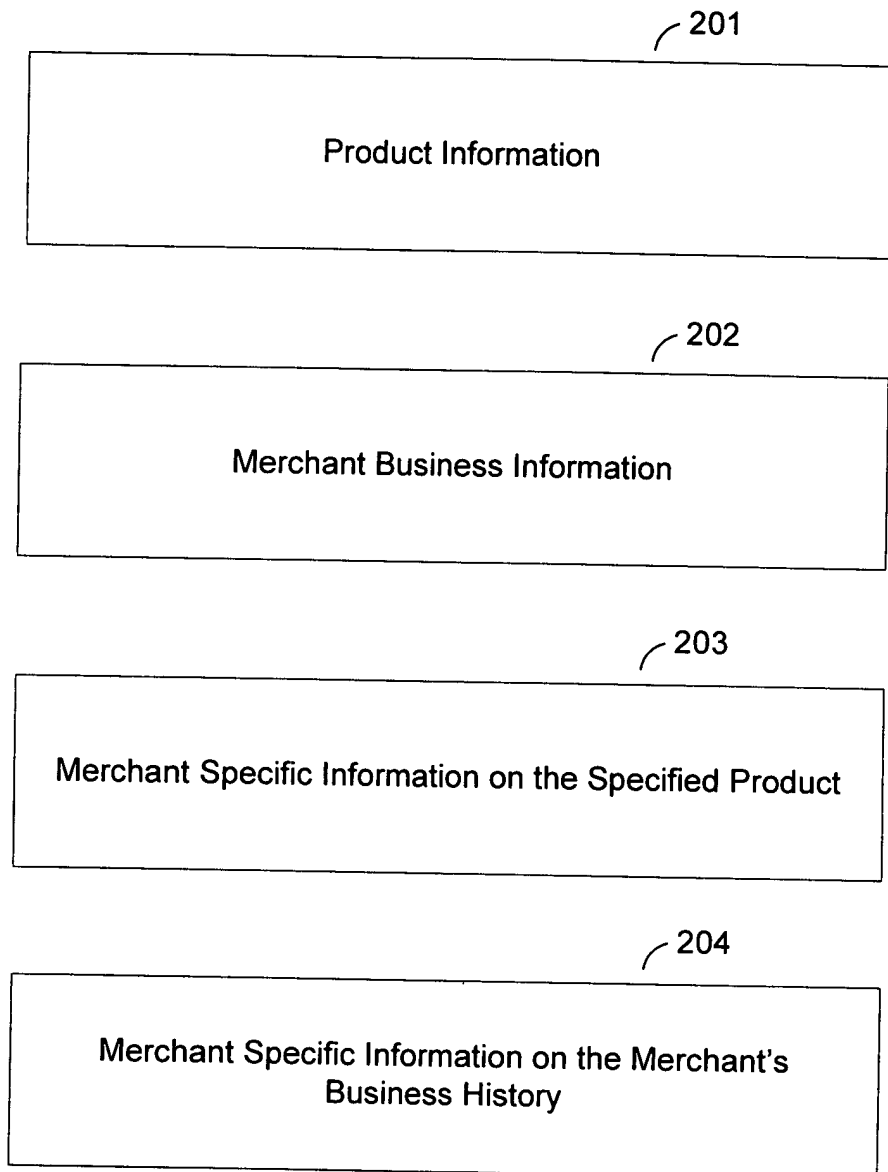 201
Product Information
202
Merchant Business Information
203
Merchant Specific Information on the Specified Product
204
Merchant Specific Information on the Merchant's
Business History